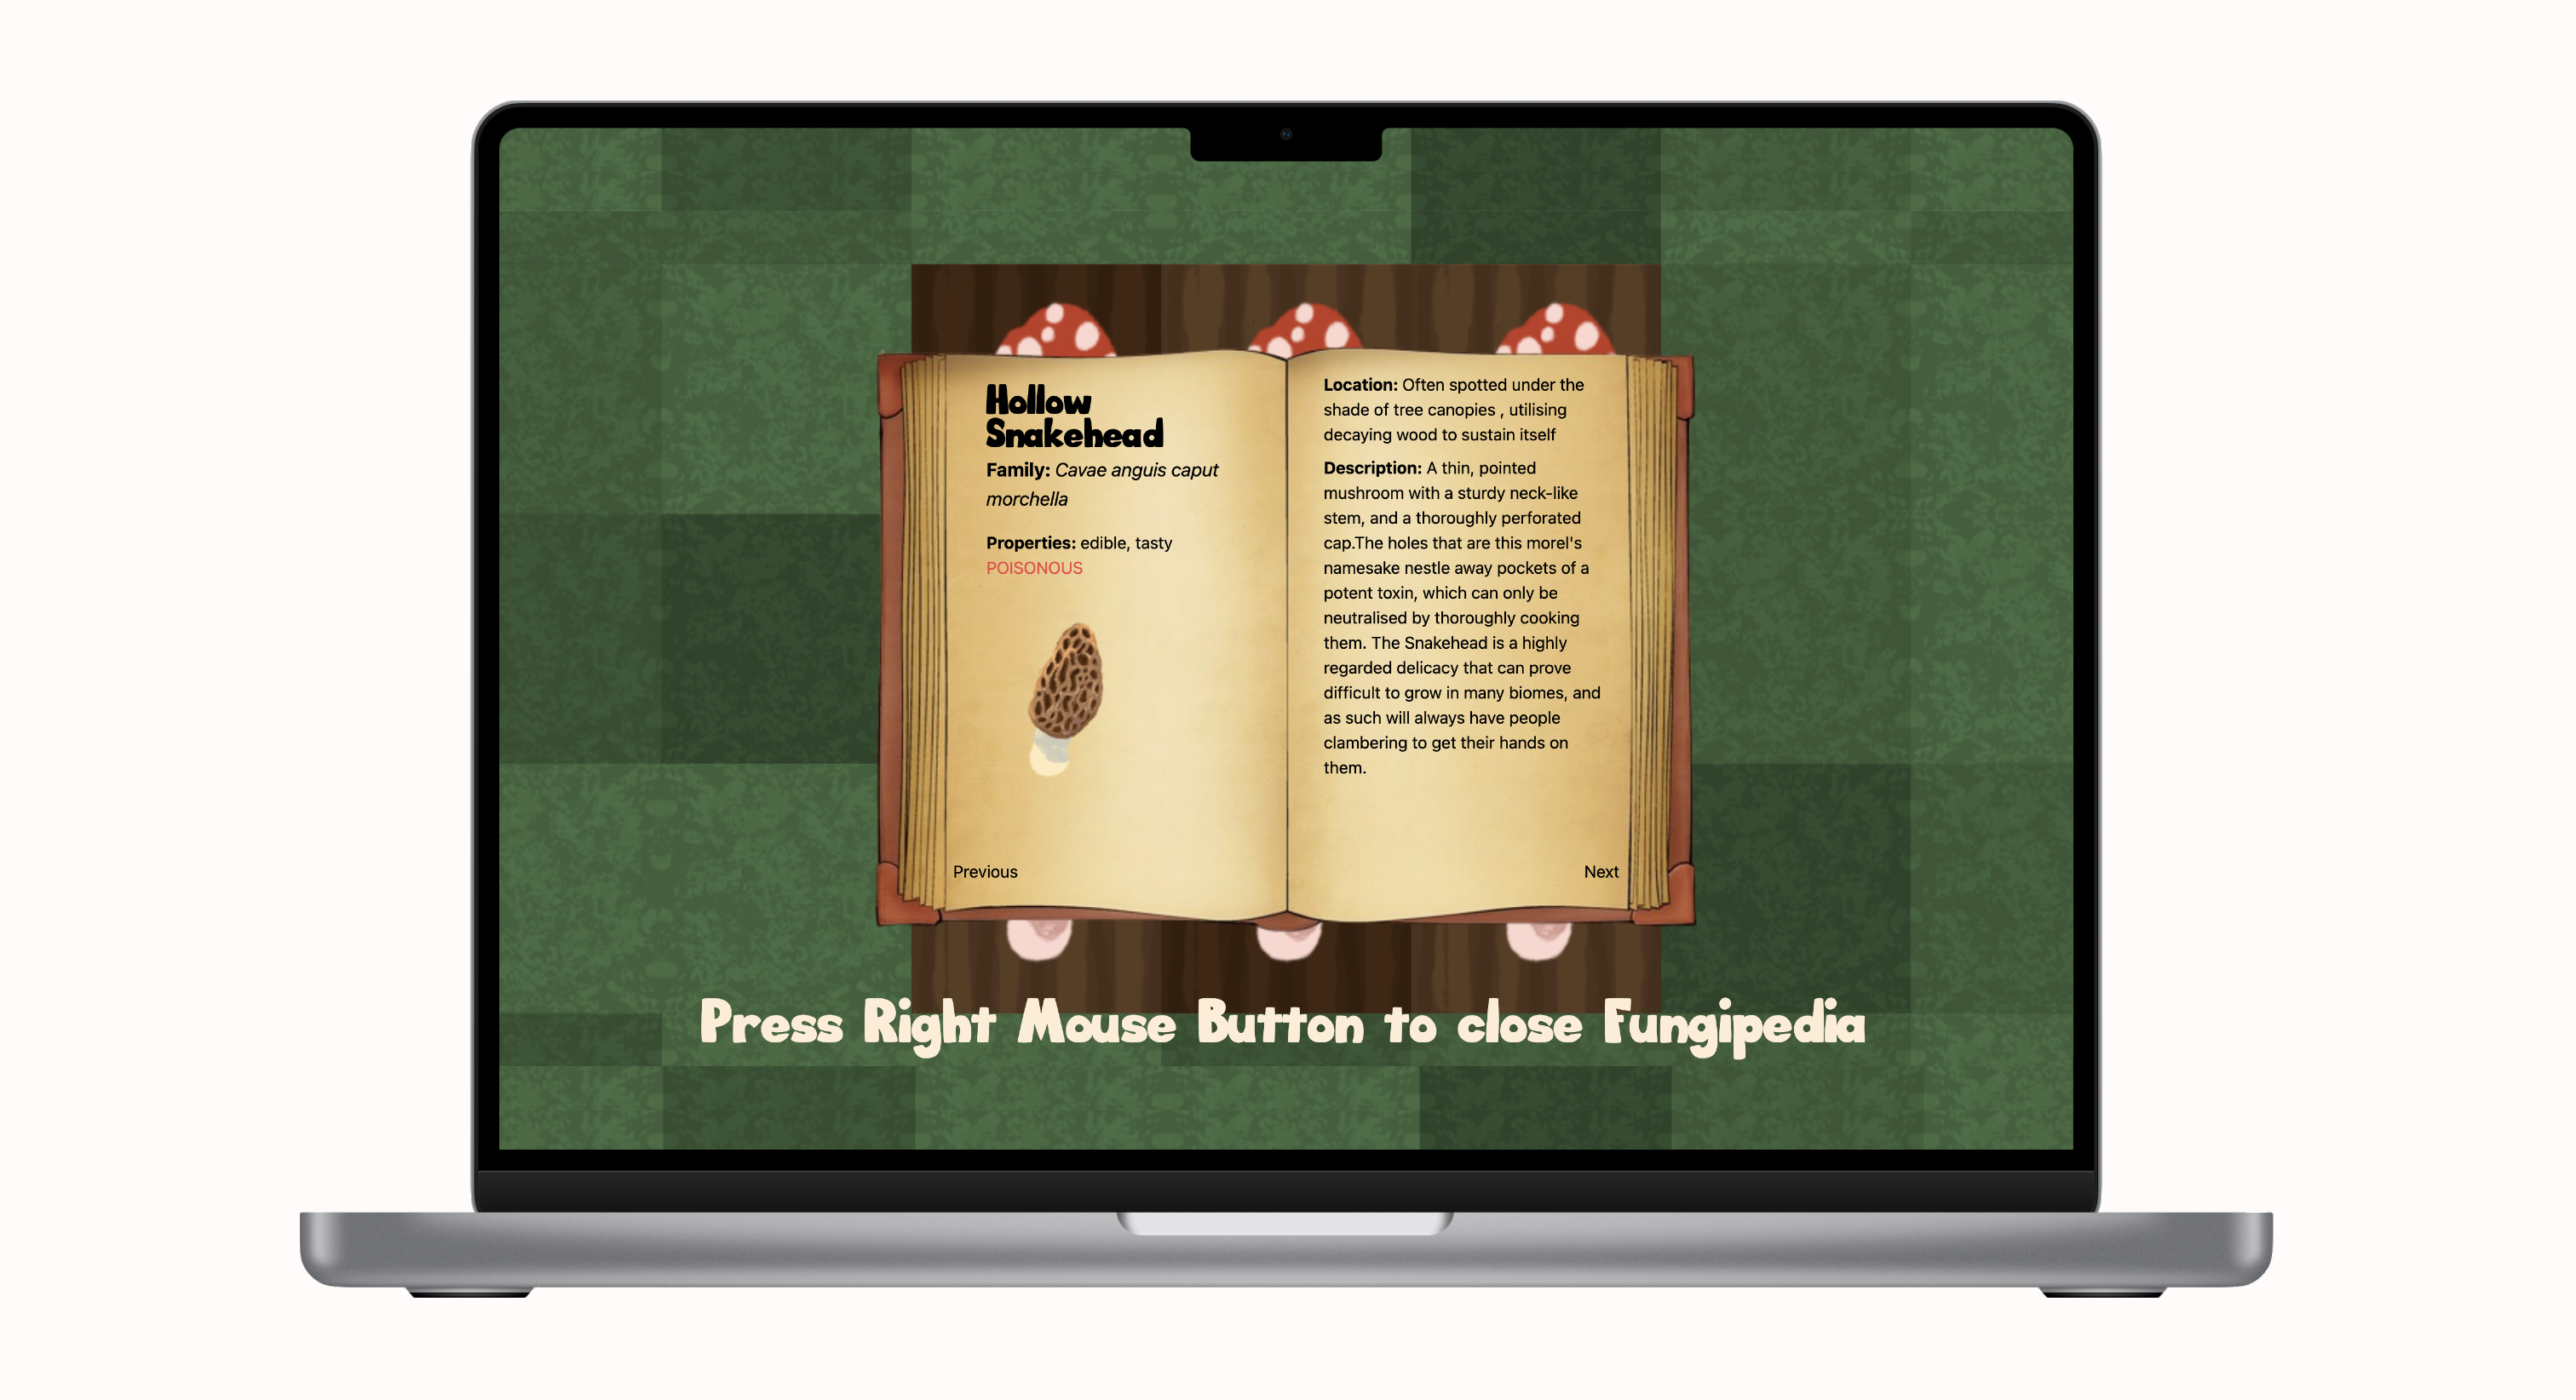 Hollow
Snakehead
Family: Cavae anguis caput
morchella
Properties: edible, tasty
POISONOUS
Previous
Location: Often spotted under the
shade of tree canopies , utilising
decaying wood to sustain itself
Description: A thin, pointed
mushroom with a sturdy neck-like
stem, and a thoroughly perforated
cap.The holes that are this morel's
namesake nestle away pockets of a
potent toxin, which can only be
neutralised by thoroughly cooking
them. The Snakehead is a highly
regarded delicacy that can prove
difficult to grow in many biomes, and
as such will always have people
clambering to get their hands on
them.
Next
Press Right Mouse Button to close Fungipedia